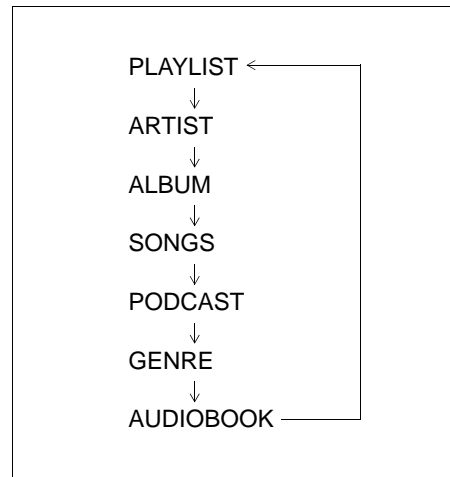 PLAYLIST
ARTIST
ALBUM
SONGS
PODCAST
GENRE
AUDIOBOOK